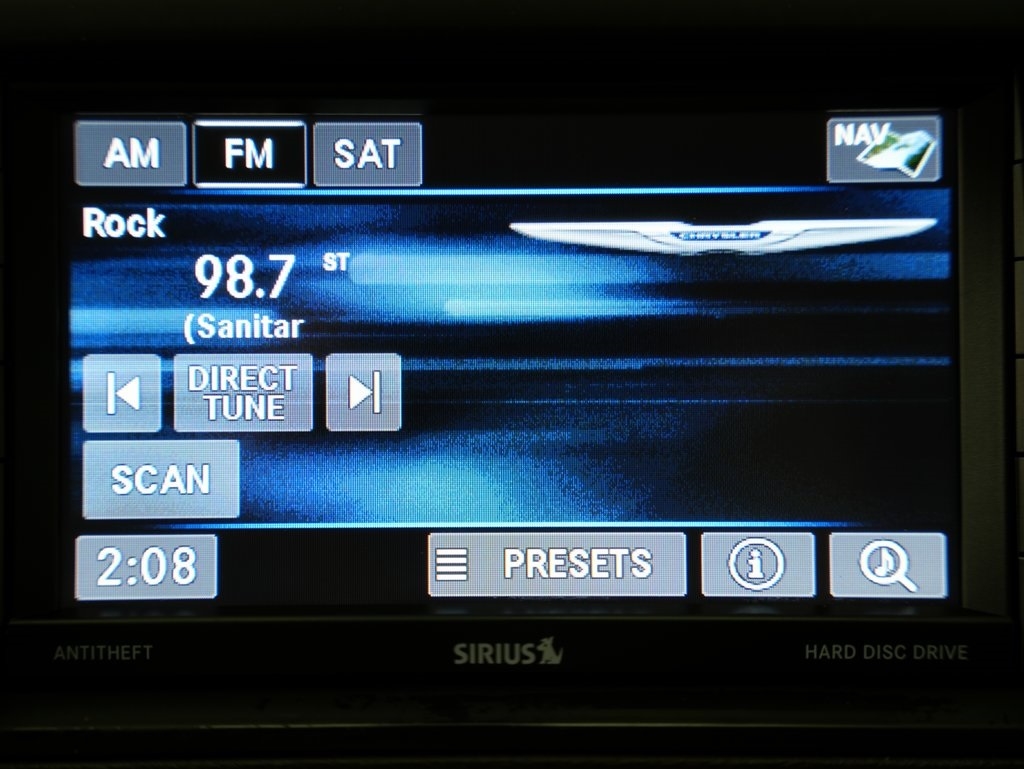 AM FM SAT NAV
Rock
CHRYSLER
98.7 ST
(Sanitar
DIRECT
TUNE
SCAN
2:08 PRESETS i
ANTITHEFT SIRIUS HARD DISC DRIVE